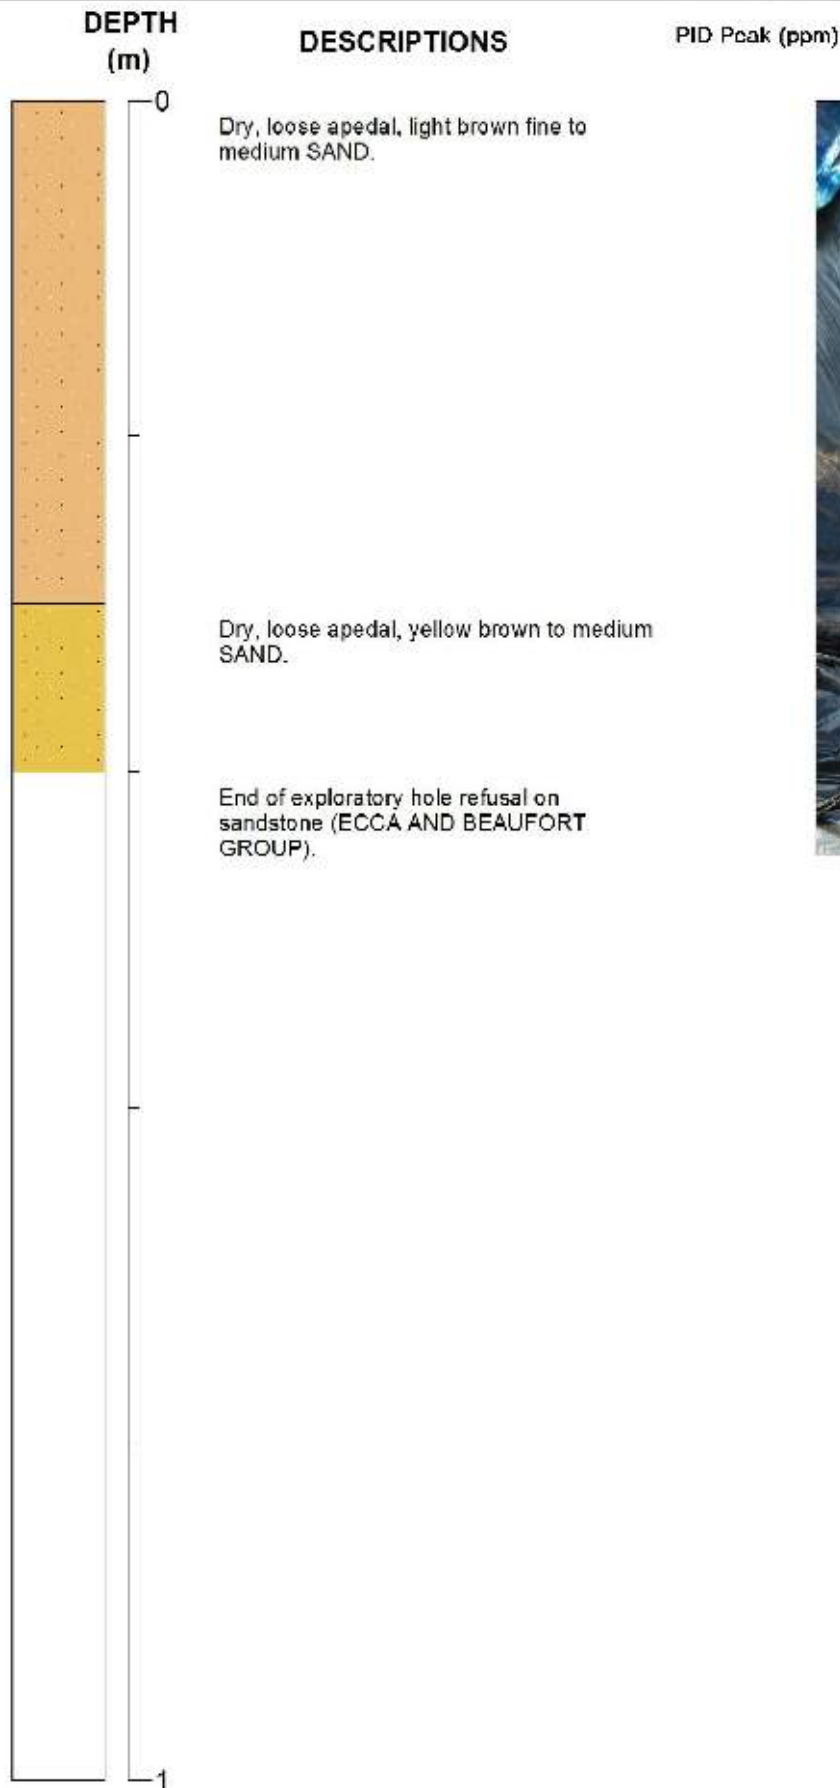 DEPTH
(m)
DESCRIPTIONS
PID Peak (ppm)
0
Dry, loose apedal, light brown fine to
medium SAND.
Dry, loose apedal, yellow brown to medium
SAND.
End of exploratory hole refusal on
sandstone (ECCA AND BEAUFORT
GROUP).
1